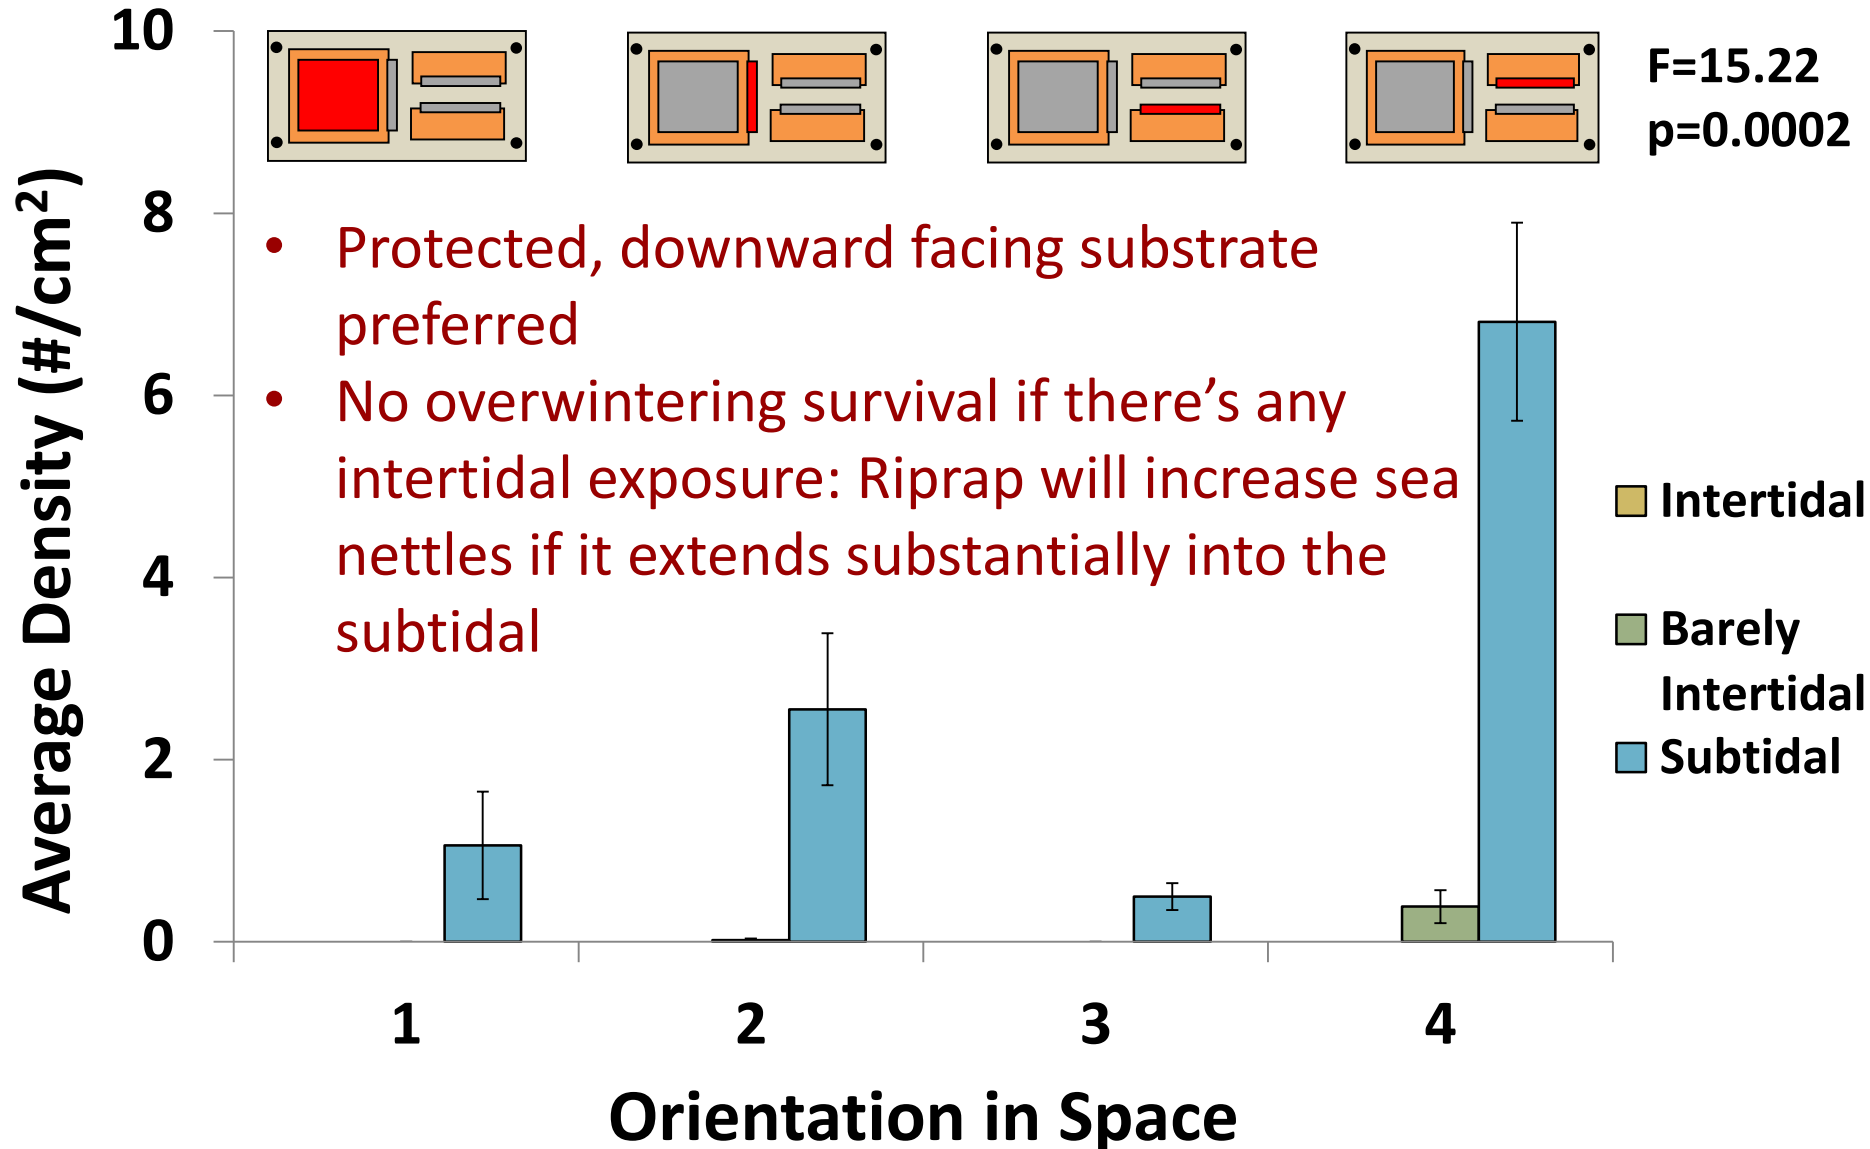 10
8
6
4
2
0
Average Density (#/cm²)
F=15.22
p=0.0002
• Protected, downward facing substrate
preferred
• No overwintering survival if there’s any
intertidal exposure: Riprap will increase sea
nettles if it extends substantially into the
subtidal
Intertidal
Barely
Intertidal
Subtidal
1
2
3
4
Orientation in Space